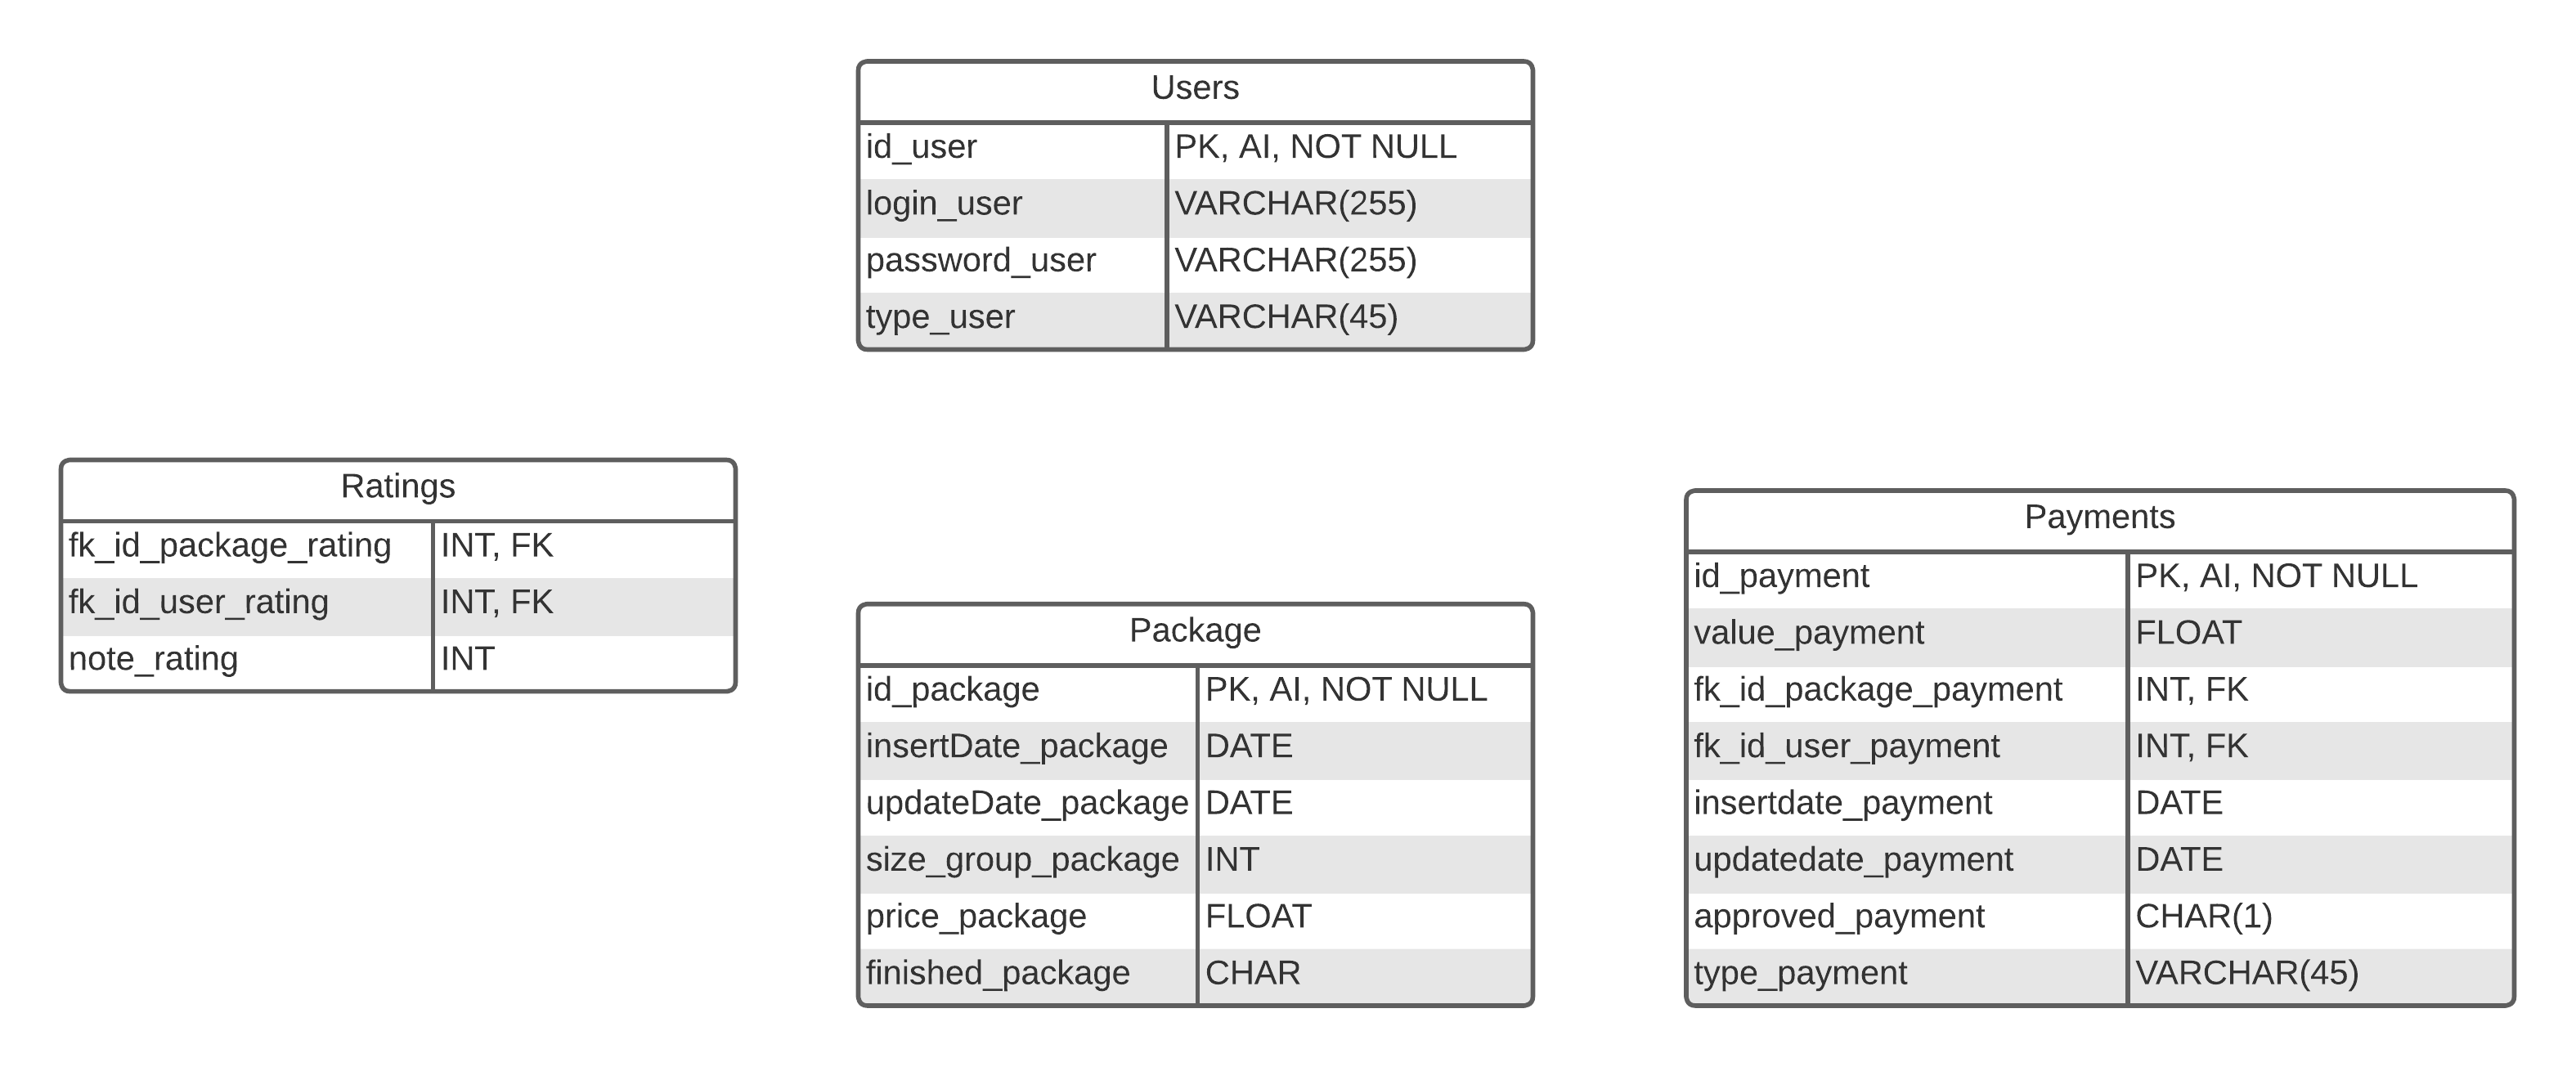 Users
id_user PK, AI, NOT NULL
login_user VARCHAR(255)
password_user VARCHAR(255)
type_user VARCHAR(45)
Ratings
fk_id_package_rating INT, FK
fk_id_user_rating INT, FK
note_rating INT
Package
id_package PK, AI, NOT NULL
insertDate_package DATE
updateDate_package DATE
size_group_package INT
price_package FLOAT
finished_package CHAR
Payments
id_payment PK, AI, NOT NULL
value_payment FLOAT
fk_id_package_payment INT, FK
fk_id_user_payment INT, FK
insertdate_payment DATE
updatedate_payment DATE
approved_payment CHAR(1)
type_payment VARCHAR(45)